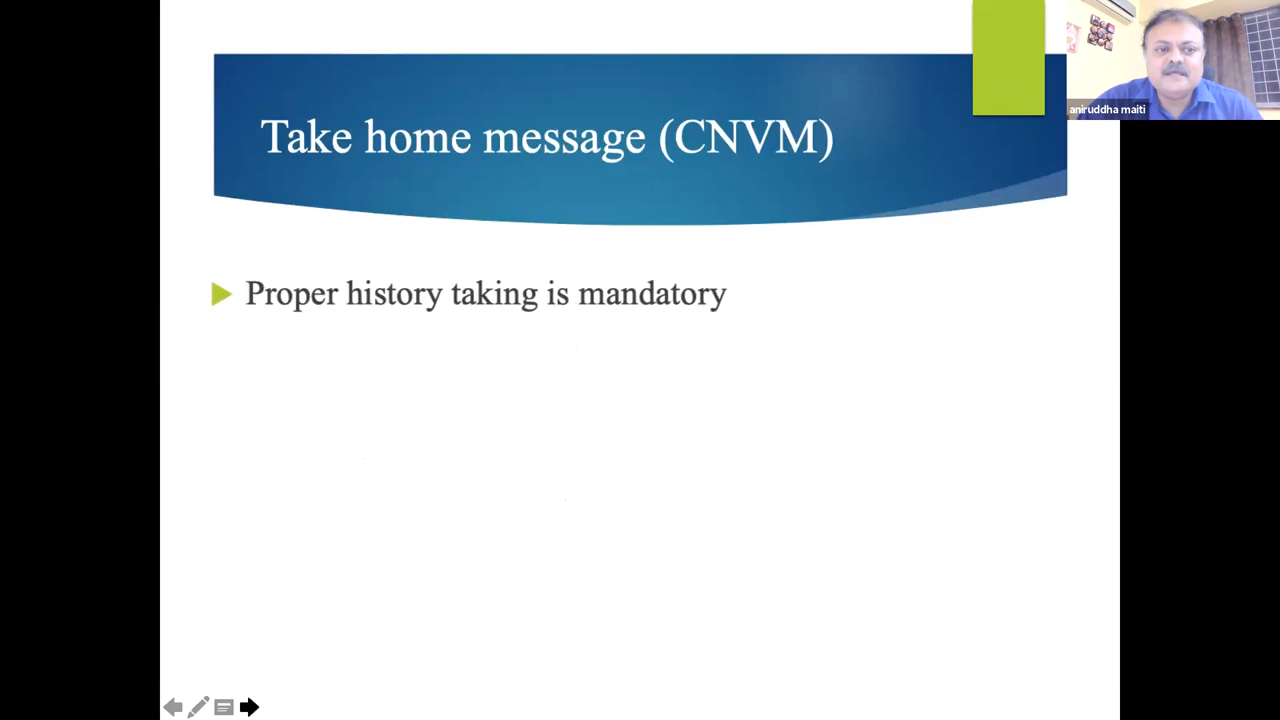 aniruddha maiti
Take home message (CNVM)
Proper history taking is mandatory